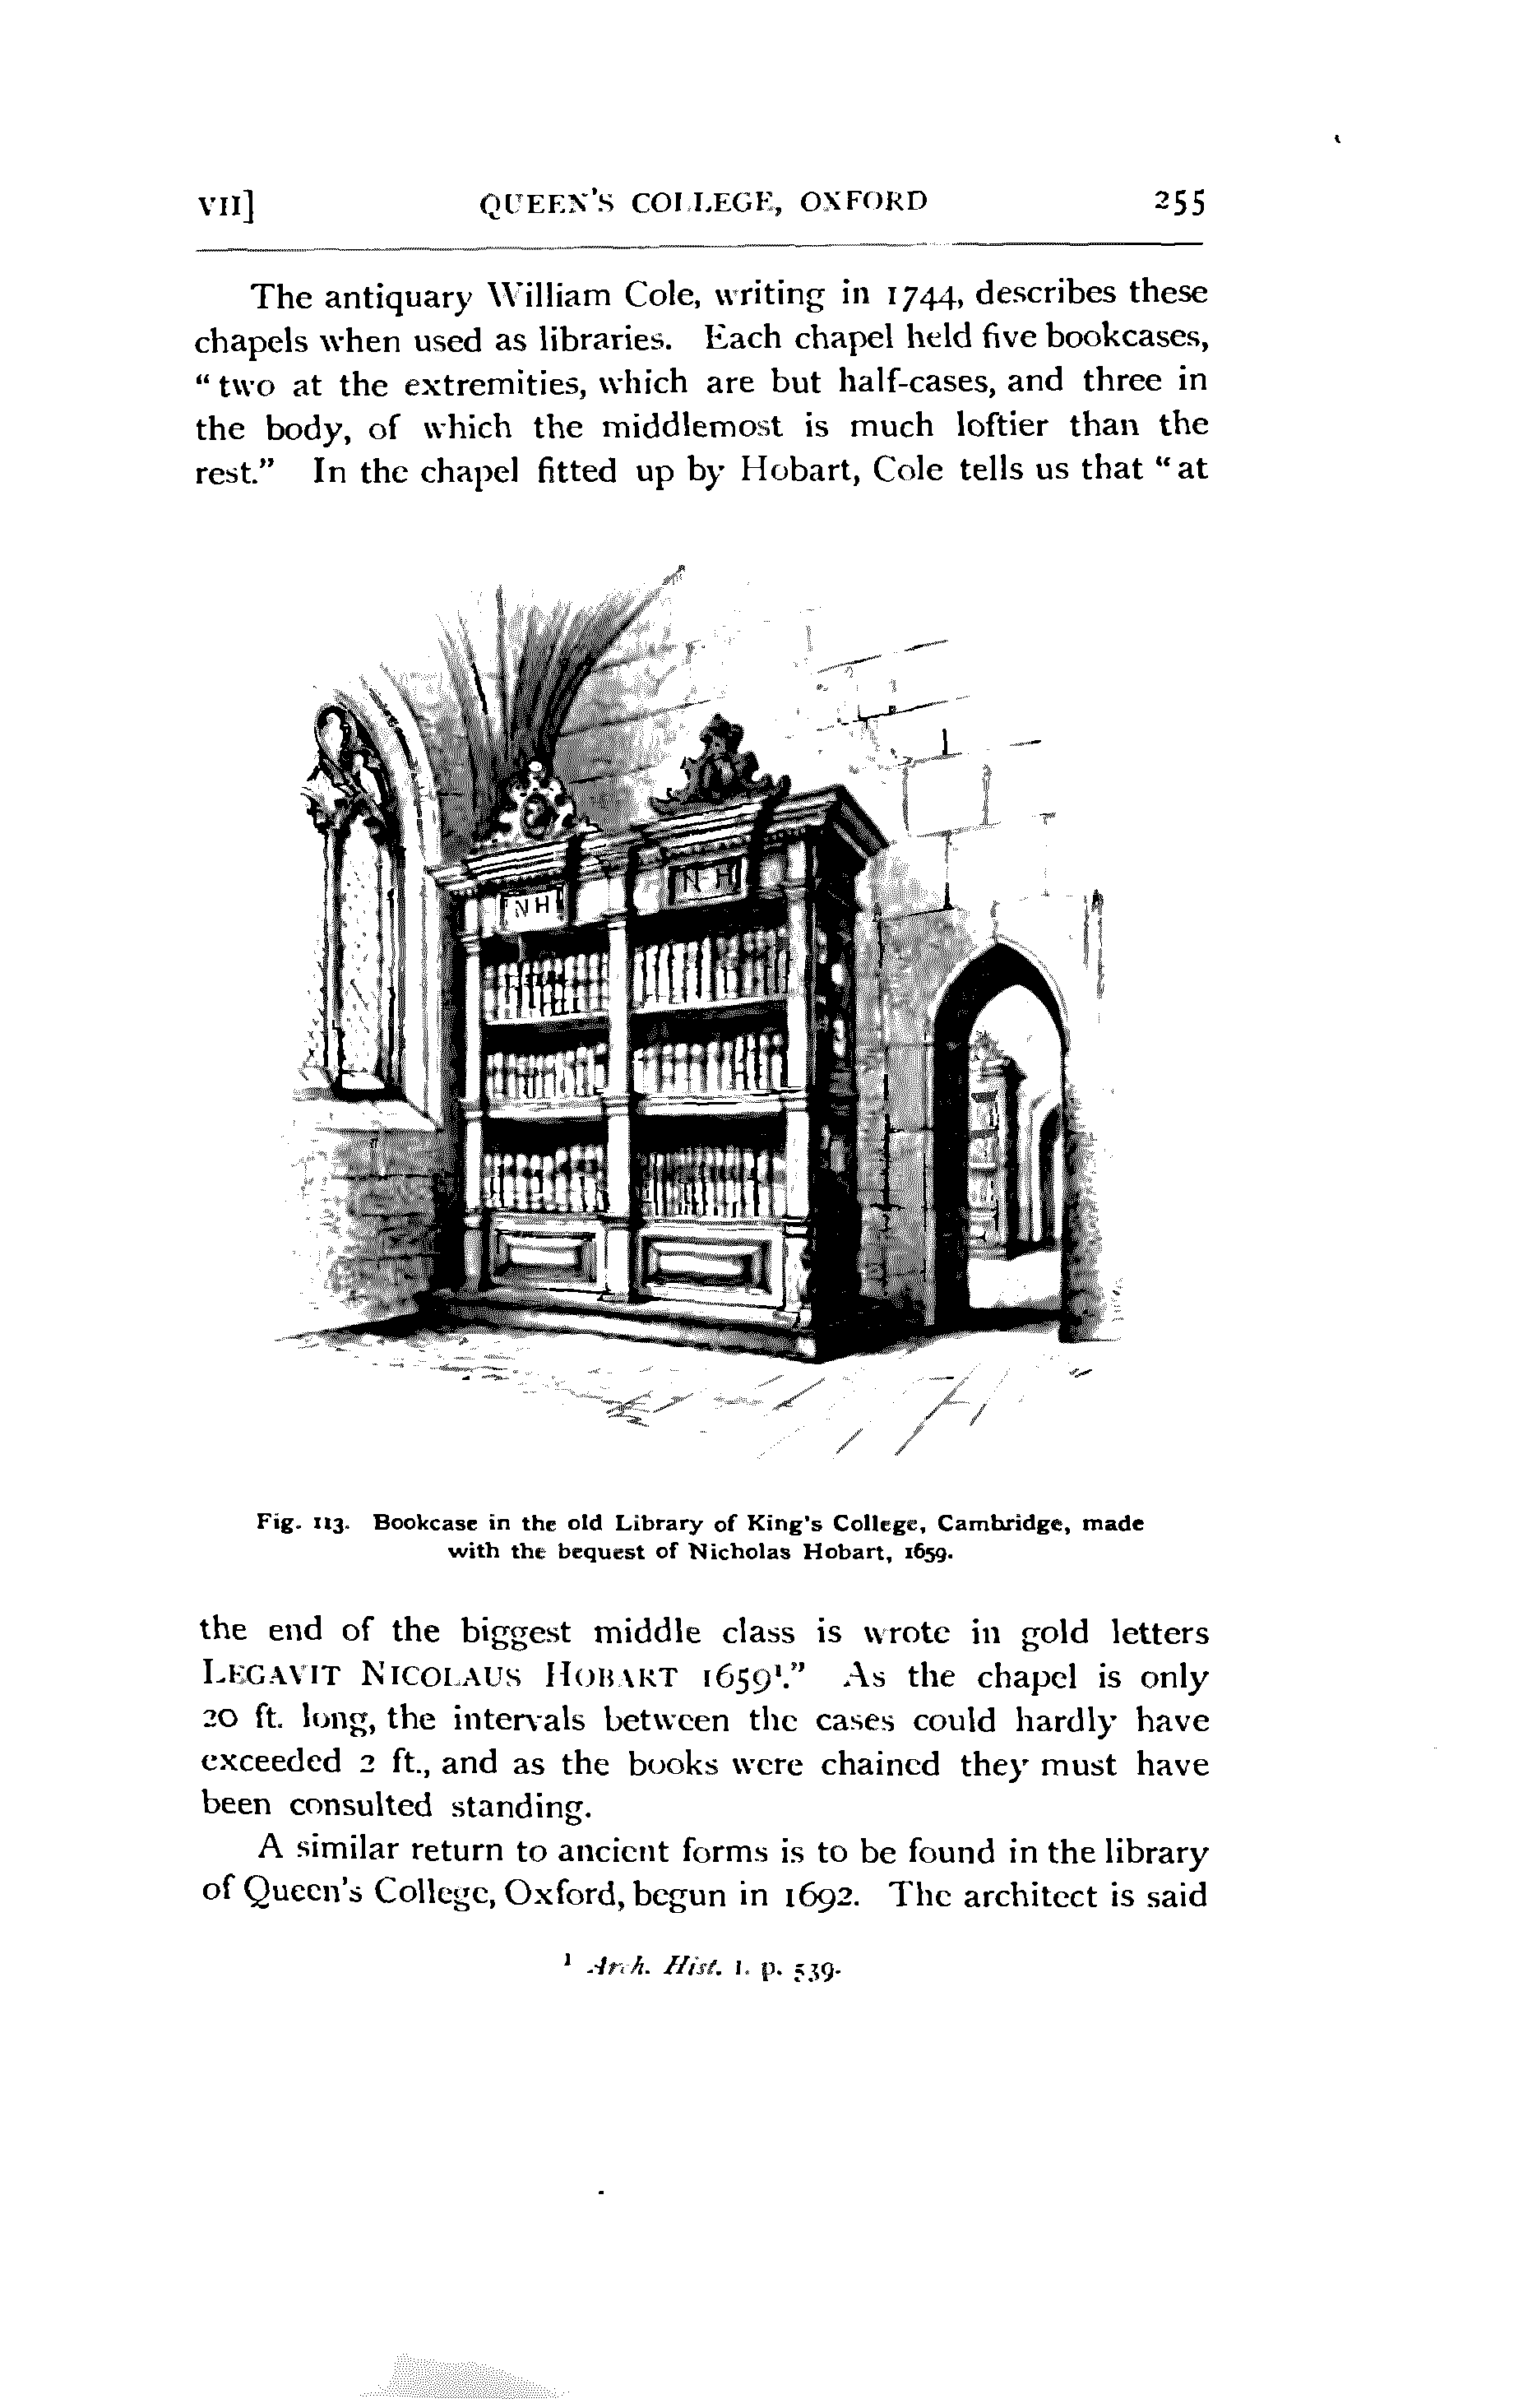 VII] QUEEN'S COLLEGE, OXFORD 255
The antiquary William Cole, writing in 1744, describes these
chapels when used as libraries. Each chapel held five bookcases,
“two at the extremities, which are but half-cases, and three in
the body, of which the middlemost is much loftier than the
rest.” In the chapel fitted up by Hobart, Cole tells us that “at
NH
NH
Fig. 113. Bookcase in the old Library of King's College, Cambridge, made
with the bequest of Nicholas Hobart, 1659.
the end of the biggest middle class is wrote in gold letters
LEGAVIT NICOLAUS HOBART 1659¹.” As the chapel is only
20 ft. long, the intervals between the cases could hardly have
exceeded 2 ft., and as the books were chained they must have
been consulted standing.
A similar return to ancient forms is to be found in the library
of Queen's College, Oxford, begun in 1692. The architect is said
¹ Arch. Hist. I. p. 539.